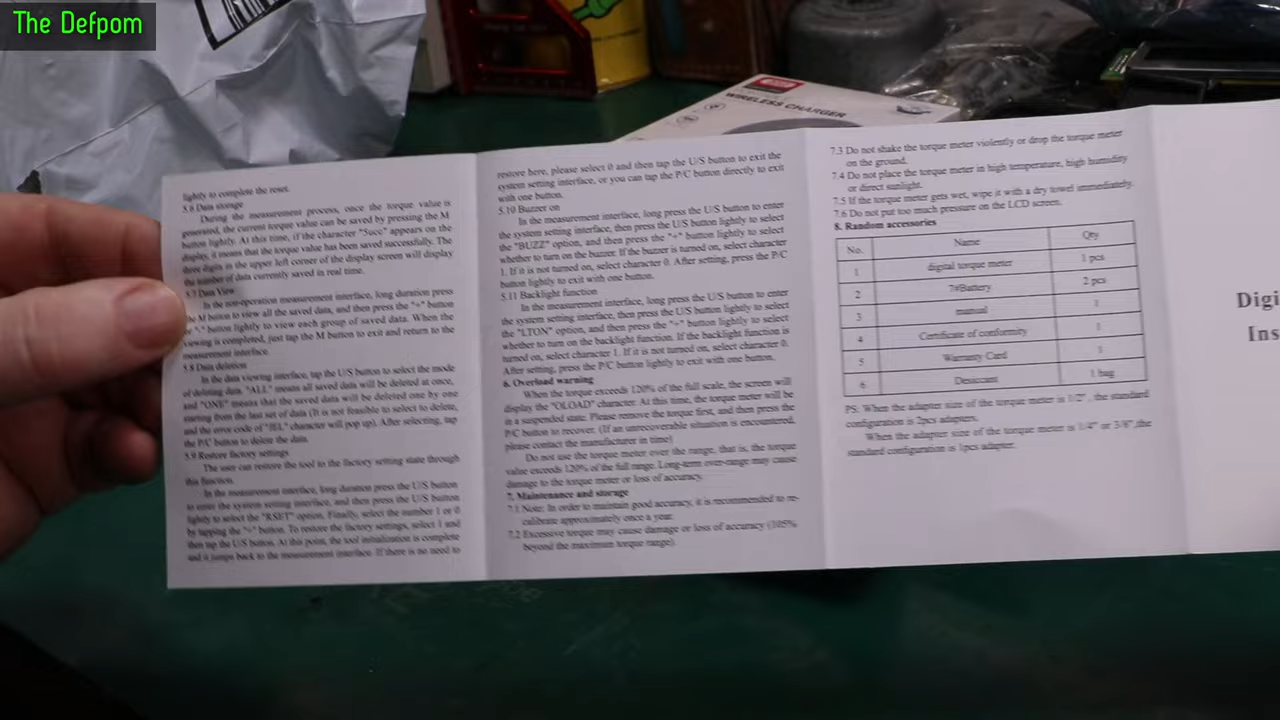 The Defpom
WIRELESS CHARGER
lightly to complete the reset.
5.6 Data storage
During the measurement process, once the torque value is
generated, the current torque value can be saved by pressing the M
button lightly. At this time, if the character "5ucc" appears on the
display, it means that the torque value has been saved successfully. The
three digits in the upper left corner of the display screen will display
the number of data currently saved in real time.
5.7 Data View
In the non-operation measurement interface, long duration press
the M button to view all the saved data, and then press the "+" button
or "-" button lightly to view each group of saved data. When the
viewing is completed, just tap the M button to exit and return to the
measurement interface.
5.8 Data deletion
In the data viewing interface, tap the U/S button to select the mode
of deleting data. "ALL" means all saved data will be deleted at once,
and "ONE" means that the saved data will be deleted one by one
starting from the last set of data (It is not feasible to select to delete,
and the error code of character will pop up). After selecting, tap
the P/C button to delete the data.
5.9 Restore factory settings
The user can restore the tool to the factory setting state through
this function.
In the measurement interface, long duration press the U/S button
to enter the system setting interface, and then press the U/S button
lightly to select the "RSET" option. Finally, select the number 1 or 0
by tapping the "+" button. To restore the factory settings, select 1 and
then tap the U/S button. At this point, the tool initialization is complete
and it jumps back to the measurement interface. If there is no need to
restore here, please select 0 and then tap the U/S button to exit the
system setting interface, or you can tap the P/C button directly to exit
with one button.
5.10 Buzzer on
In the measurement interface, long press the U/S button to enter
the system setting interface, then press the U/S button lightly to select
the "BUZZ" option, and then press the "+" button lightly to select
whether to turn on the buzzer. If the buzzer is turned on, select character
1. If it is not turned on, select character 0. After setting, press the P/C
button lightly to exit with one button.
5.11 Backlight function
In the measurement interface, long press the U/S button to enter
the system setting interface, then press the U/S button lightly to select
the "LTON" option, and then press the "+" button lightly to select
whether to turn on the backlight function. If the backlight function is
turned on, select character 1. If it is not turned on, select character 0.
After setting, press the P/C button lightly to exit with one button.
6. Overload warning
When the torque exceeds 120% of the full scale, the screen will
display the "OLOAD" character. At this time, the torque meter will be
in a suspended state. Please remove the torque first, and then press the
P/C button to recover. (If an unrecoverable situation is encountered,
please contact the manufacturer in time)
Do not use the torque meter over the range, that is, the torque
value exceeds 120% of the full range. Long-term over-range may cause
damage to the torque meter or loss of accuracy.
7. Maintenance and storage
7.1 Note: In order to maintain good accuracy, it is recommended to re-
calibrate approximately once a year.
7.2 Excessive torque may cause damage or loss of accuracy (105%
beyond the maximum torque range).
7.3 Do not shake the torque meter violently or drop the torque meter
on the ground.
7.4 Do not place the torque meter in high temperature, high humidity
or direct sunlight.
7.5 If the torque meter gets wet, wipe it with a dry towel immediately.
7.6 Do not put too much pressure on the LCD screen.
8. Random accessories
No. Name Qty
1 digital torque meter 1 pcs
2 7#Battery 2 pcs
3 manual 1
4 Certificate of conformity 1
5 Warranty Card 1
6 Desiccant 1 bag
PS: When the adapter size of the torque meter is 1/2", the standard
configuration is 2pcs adapters.
When the adapter size of the torque meter is 1/4" or 3/8", the
standard configuration is 1pcs adapter.
Digi
Ins